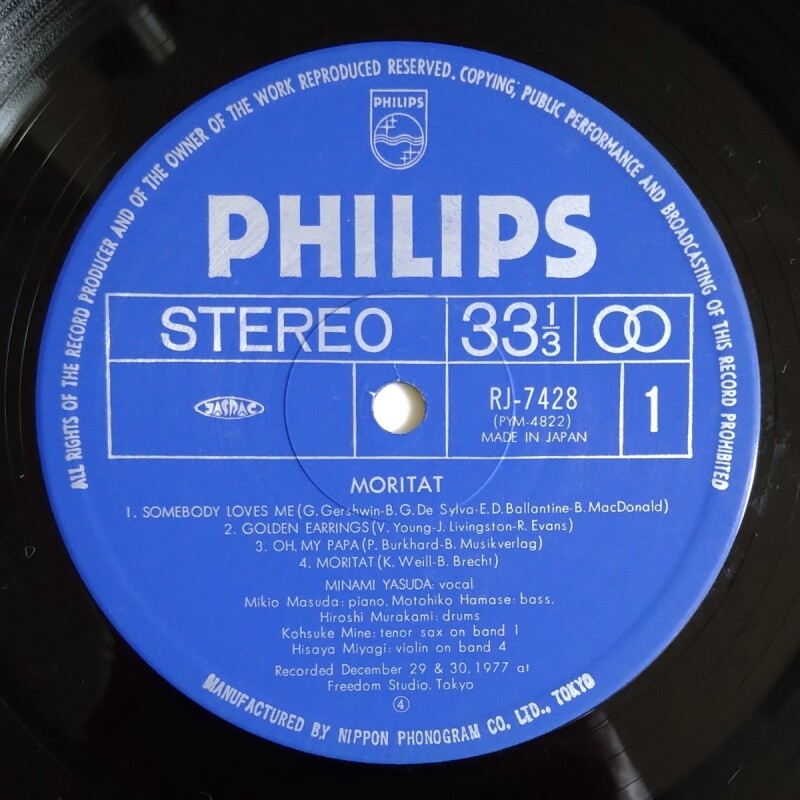 ALL RIGHTS OF THE RECORD PRODUCER AND OF THE OWNER OF THE WORK REPRODUCED RESERVED. COPYING, PUBLIC PERFORMANCE AND BROADCASTING OF THIS RECORD PROHIBITED
PHILIPS
PHILIPS
STEREO 33 1/3
JASRAC
RJ-7428
(PYM-4822)
MADE IN JAPAN
1
MORITAT
1. SOMEBODY LOVES ME (G. Gershwin-B. G. De Sylva-E. D. Ballantine-B. MacDonald)
2. GOLDEN EARRINGS (V. Young-J. Livingston-R. Evans)
3. OH, MY PAPA (P. Burkhard-B. Musikverlag)
4. MORITAT (K. Weill-B. Brecht)
MINAMI YASUDA: vocal
Mikio Masuda: piano, Motohiko Hamase: bass.
Hiroshi Murakami: drums
Kohsuke Mine: tenor sax on band 1
Hisaya Miyagi: violin on band 4
Recorded December 29 & 30, 1977 at
Freedom Studio, Tokyo
④
MANUFACTURED BY NIPPON PHONOGRAM CO. LTD., TOKYO